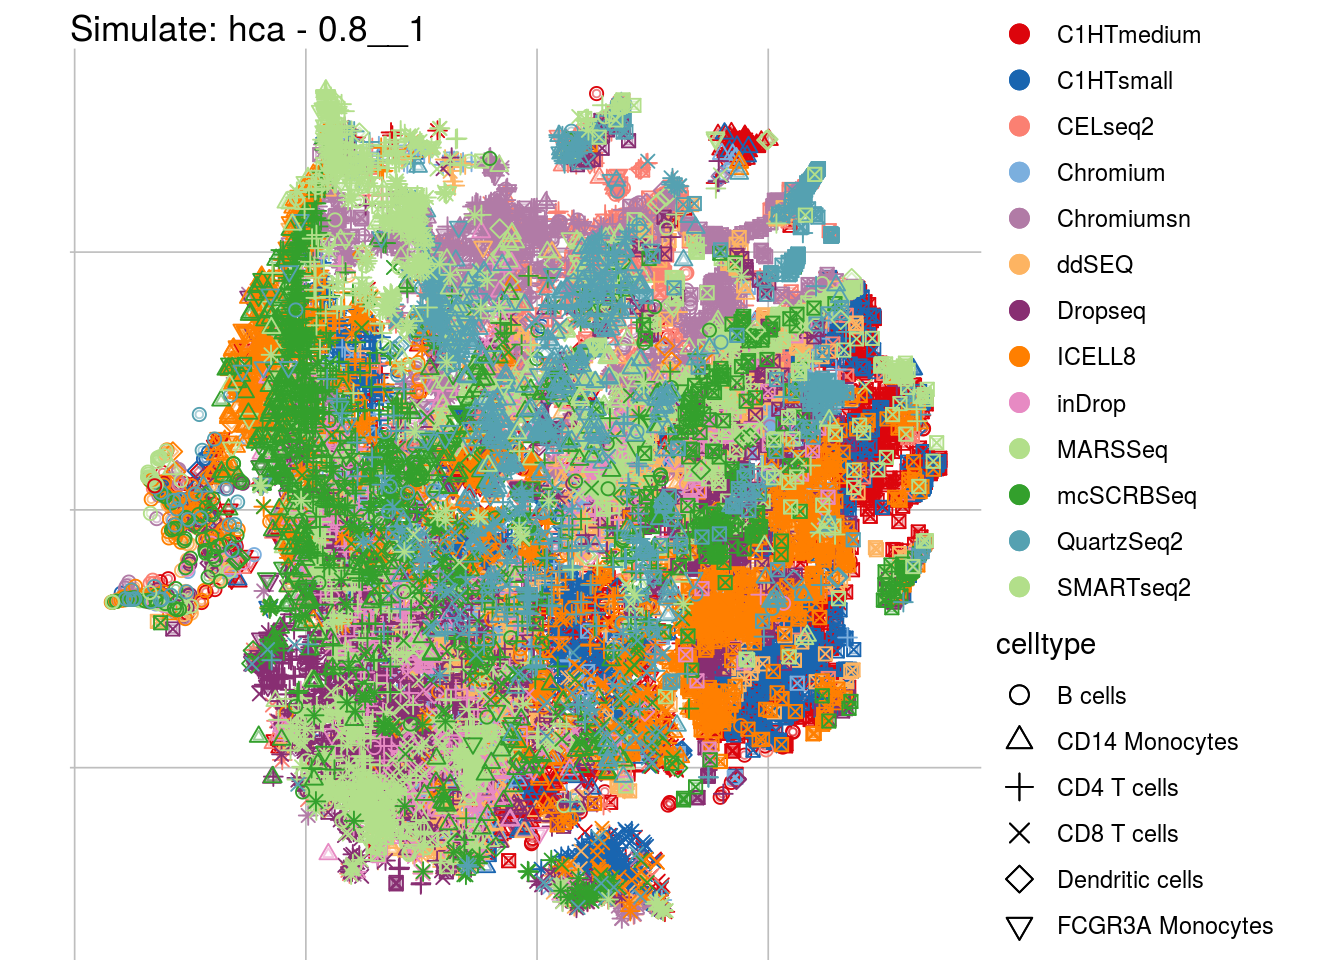 Simulate: hca - 0.8__1
C1HTmedium
C1HTsmall
CELseq2
Chromium
Chromiumsn
ddSEQ
Dropseq
ICELL8
inDrop
MARSSeq
mcSCRBSeq
QuartzSeq2
SMARTseq2
celltype
B cells
CD14 Monocytes
CD4 T cells
CD8 T cells
Dendritic cells
FCGR3A Monocytes